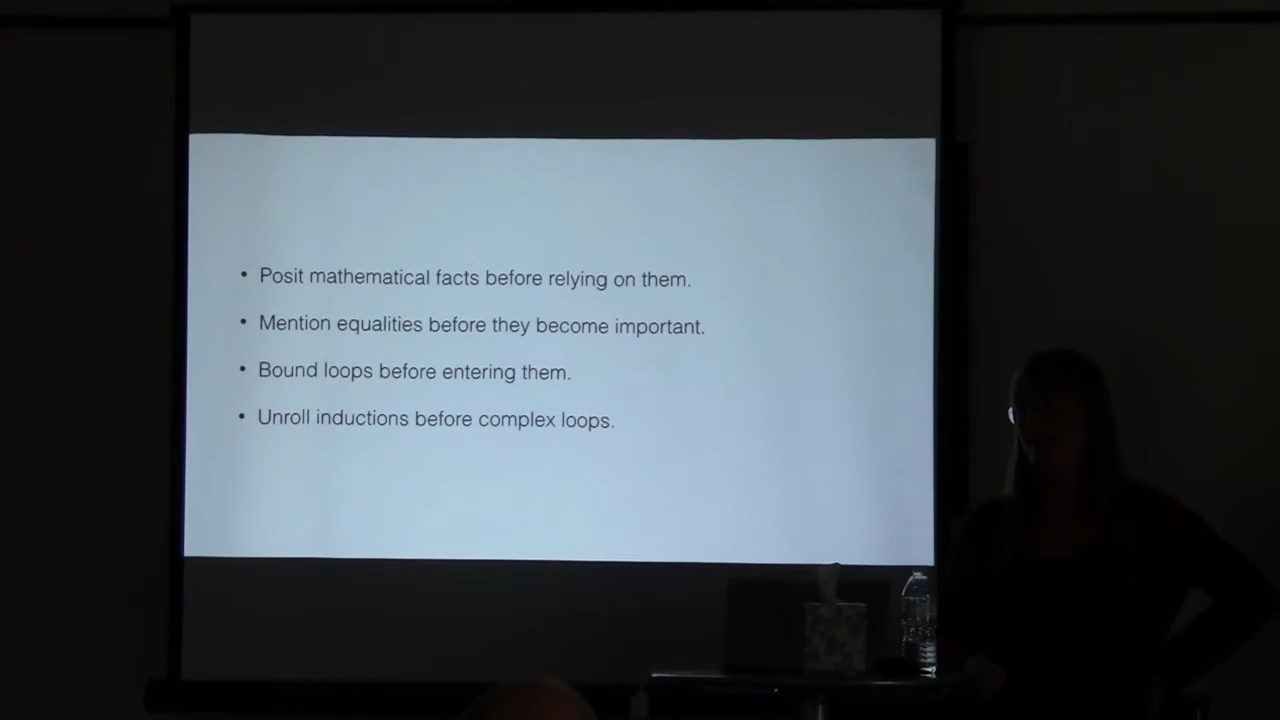 • Posit mathematical facts before relying on them.
• Mention equalities before they become important.
• Bound loops before entering them.
• Unroll inductions before complex loops.